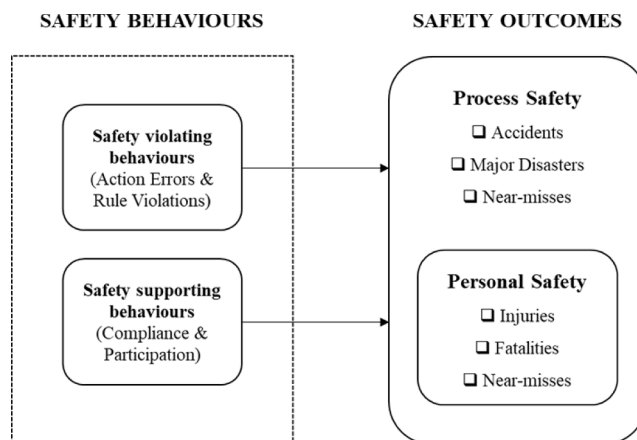 SAFETY BEHAVIOURS
Safety violating
behaviours
(Action Errors &
Rule Violations)
Safety supporting
behaviours
(Compliance &
Participation)
SAFETY OUTCOMES
Process Safety
❑ Accidents
❑ Major Disasters
❑ Near-misses
Personal Safety
❑ Injuries
❑ Fatalities
❑ Near-misses